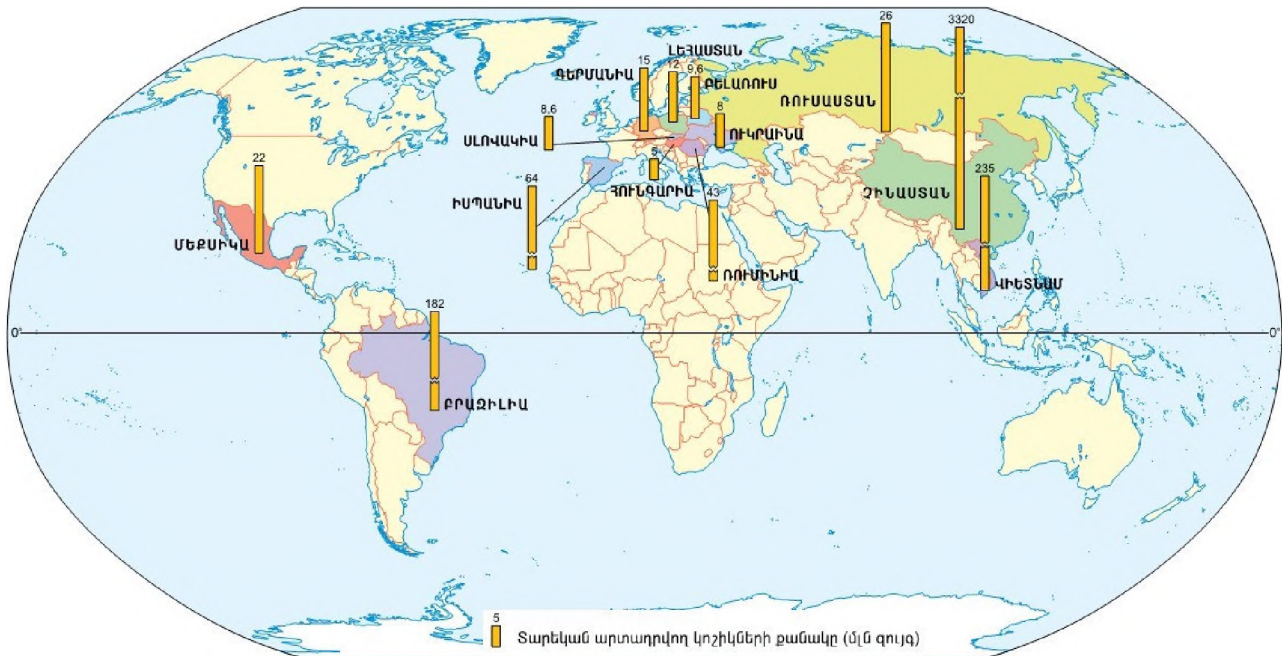 26
3320
ԼԵՀԱՍՏԱՆ
15
12
9,6
ԳԵՐՄԱՆԻԱ
ԲԵԼԱՌՈՒՍ
ՌՈՒՍԱՍՏԱՆ
8,6
8
ՍԼՈՎԱԿԻԱ
ՈՒԿՐԱԻՆԱ
5
22
ՀՈՒՆԳԱՐԻԱ
235
64
43
ԻՍՊԱՆԻԱ
ՉԻՆԱՍՏԱՆ
ՄԵՔՍԻԿԱ
ՌՈՒՄԻՆԻԱ
ՎԻԵՏՆԱՄ
182
0°
0°
ԲՐԱԶԻԼԻԱ
5
Տարեկան արտադրվող կոշիկների քանակը (մլն զույգ)